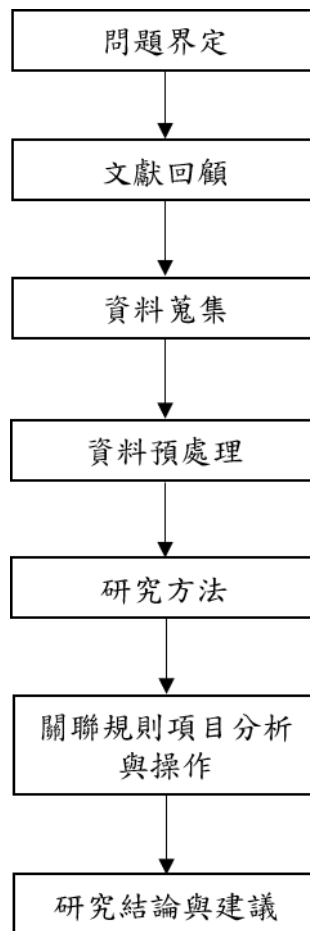 問題界定
文獻回顧
資料蒐集
資料預處理
研究方法
關聯規則項目分析
與操作
研究結論與建議